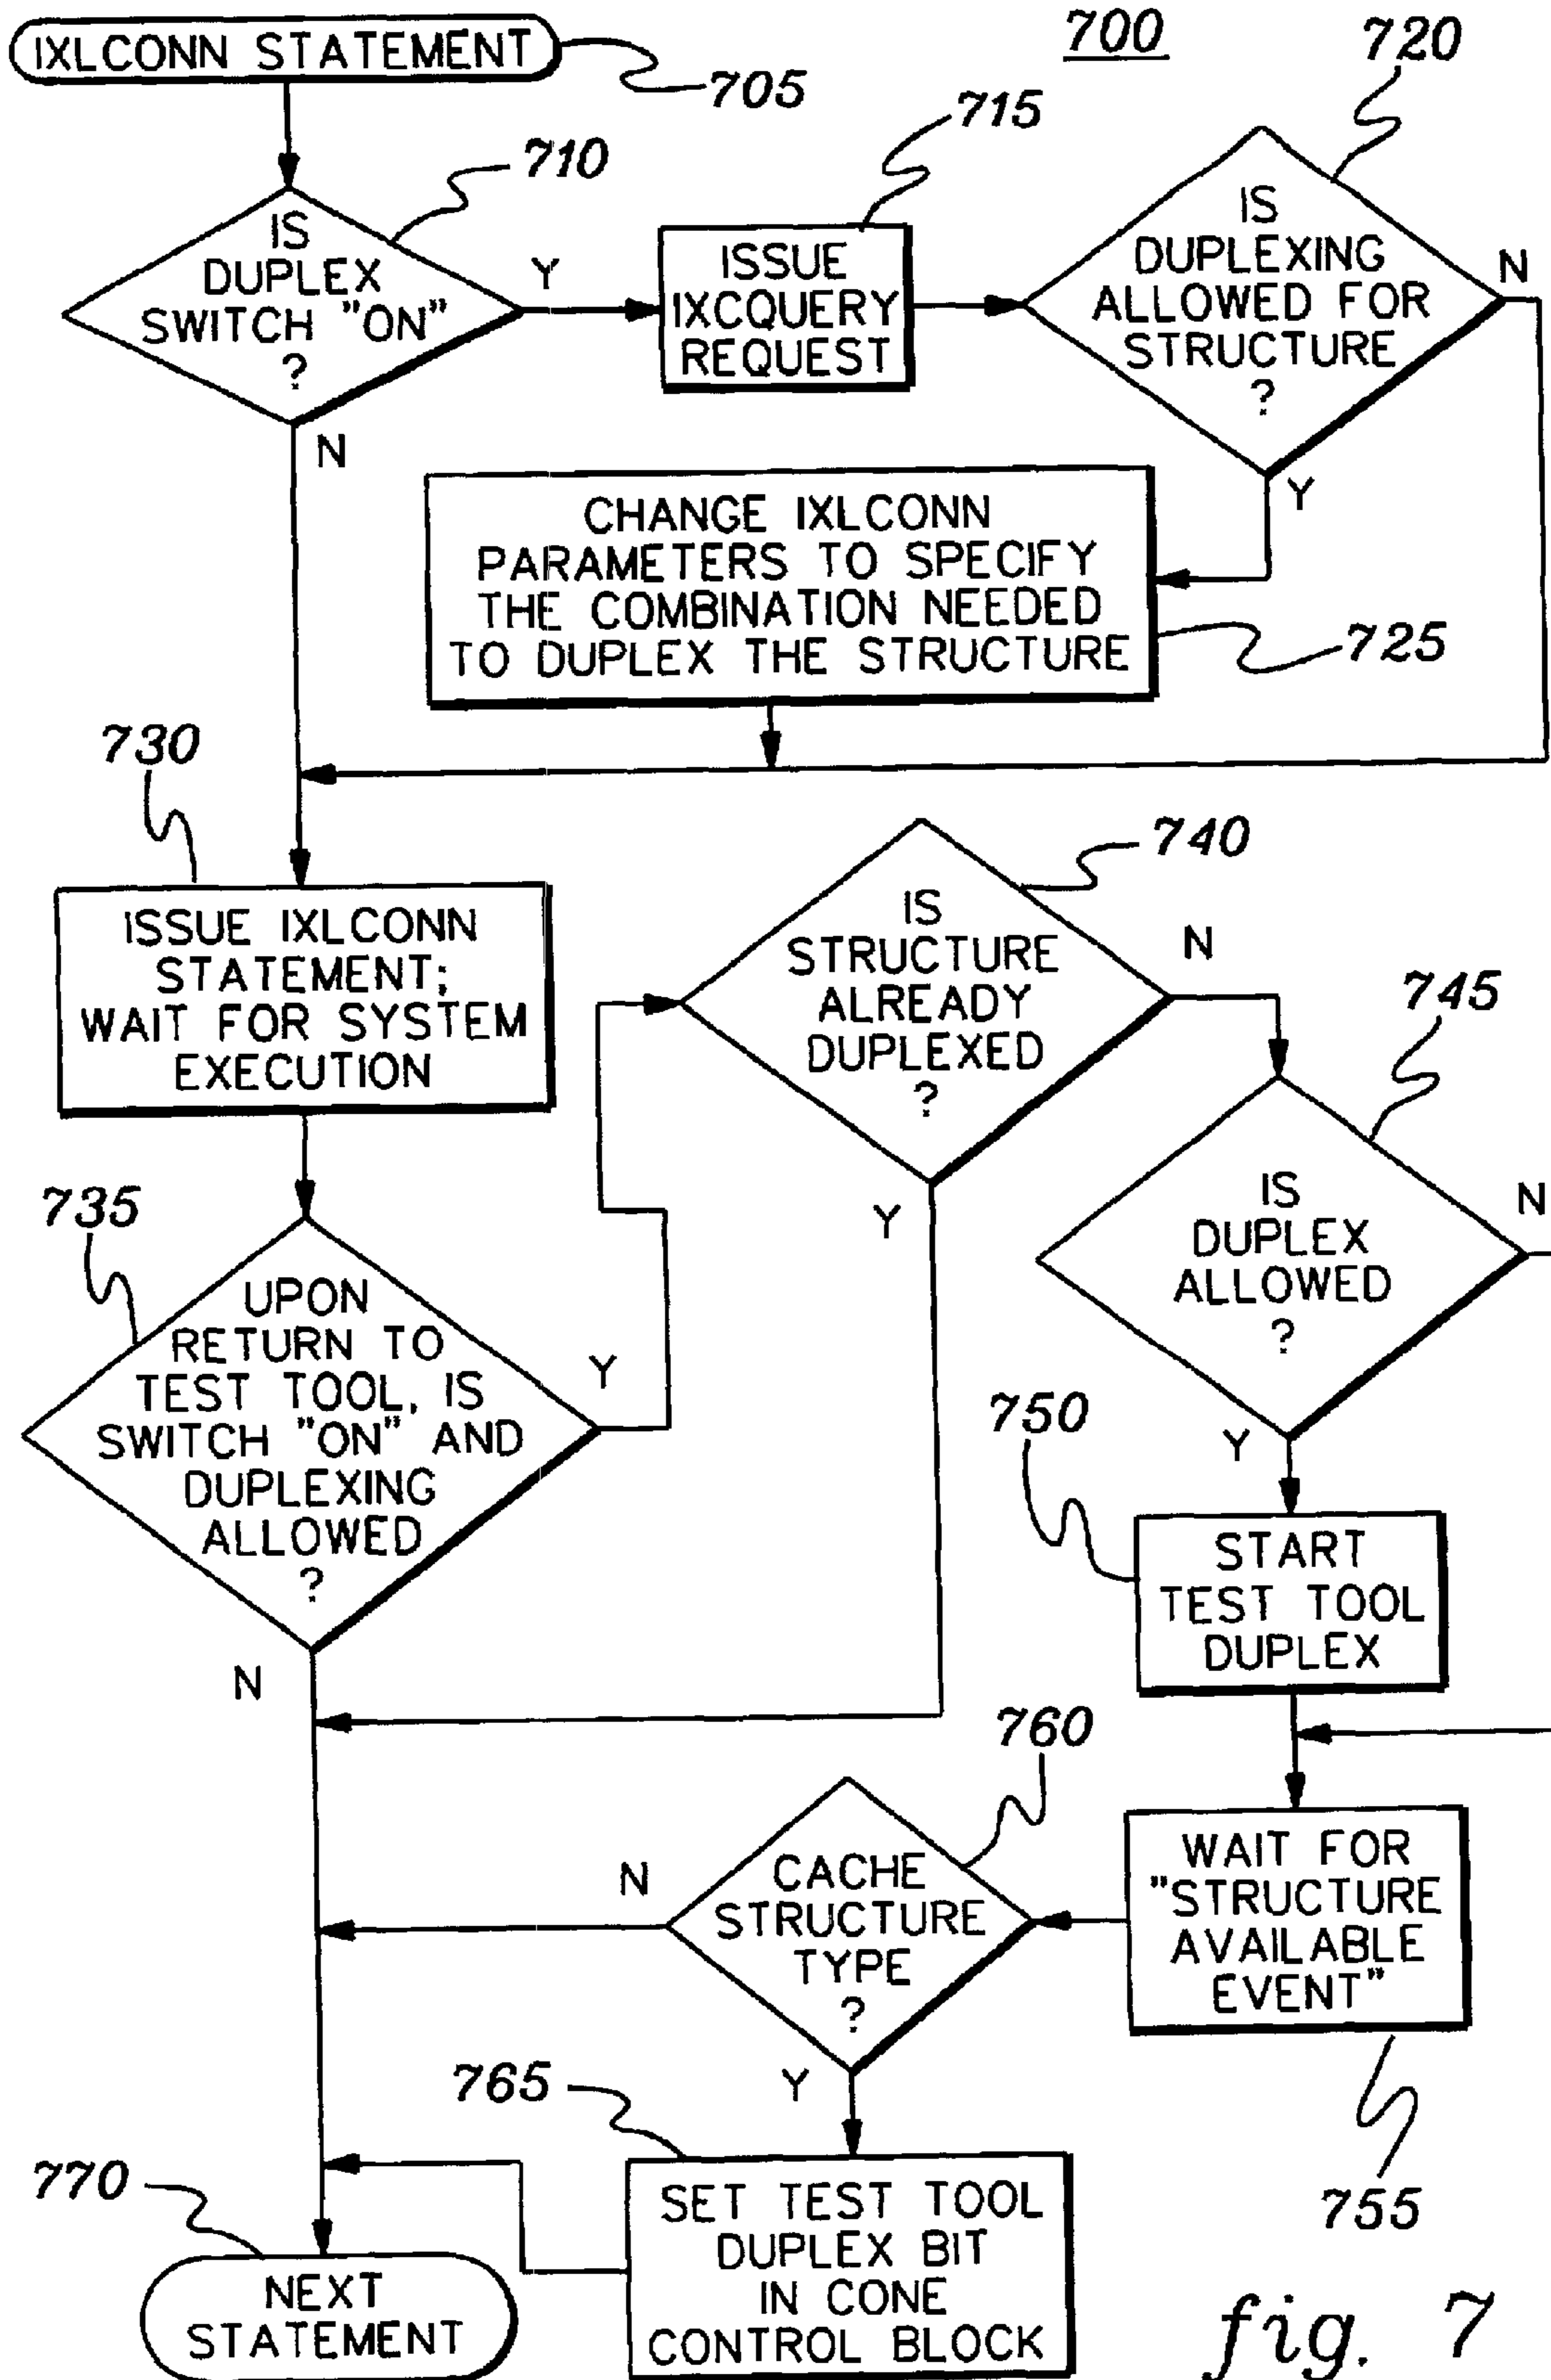 700
IXLCONN STATEMENT
705
710
IS
DUPLEX
SWITCH "ON"
?
Y
N
715
ISSUE
IXCQUERY
REQUEST
720
IS
DUPLEXING
ALLOWED FOR
STRUCTURE
?
N
Y
CHANGE IXLCONN
PARAMETERS TO SPECIFY
THE COMBINATION NEEDED
TO DUPLEX THE STRUCTURE
725
730
ISSUE IXLCONN
STATEMENT;
WAIT FOR SYSTEM
EXECUTION
735
UPON
RETURN TO
TEST TOOL, IS
SWITCH "ON" AND
DUPLEXING
ALLOWED
?
Y
N
740
IS
STRUCTURE
ALREADY
DUPLEXED
?
N
Y
745
IS
DUPLEX
ALLOWED
?
N
Y
750
START
TEST TOOL
DUPLEX
WAIT FOR
"STRUCTURE
AVAILABLE
EVENT"
755
760
CACHE
STRUCTURE
TYPE
?
N
Y
765
SET TEST TOOL
DUPLEX BIT
IN CONE
CONTROL BLOCK
770
NEXT
STATEMENT
fig. 7